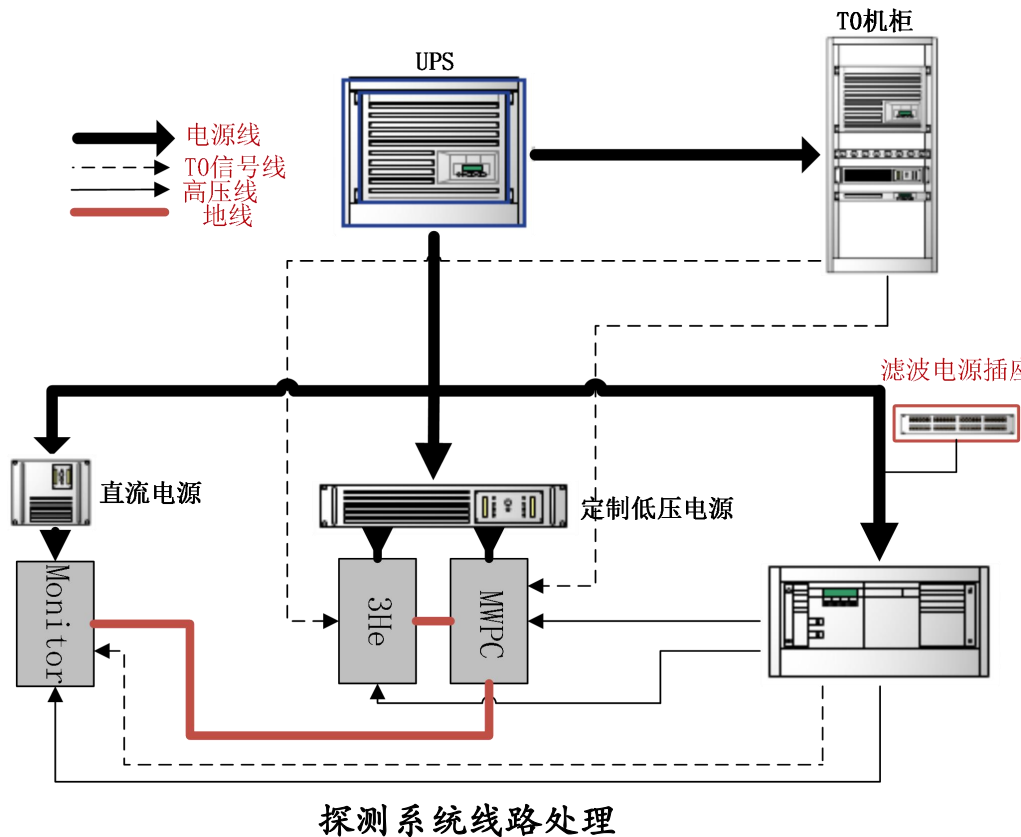 T0机柜
UPS
电源线
T0信号线
高压线
地线
滤波电源插座
直流电源
定制低压电源
Monitor
3He
MWPC
探测系统线路处理